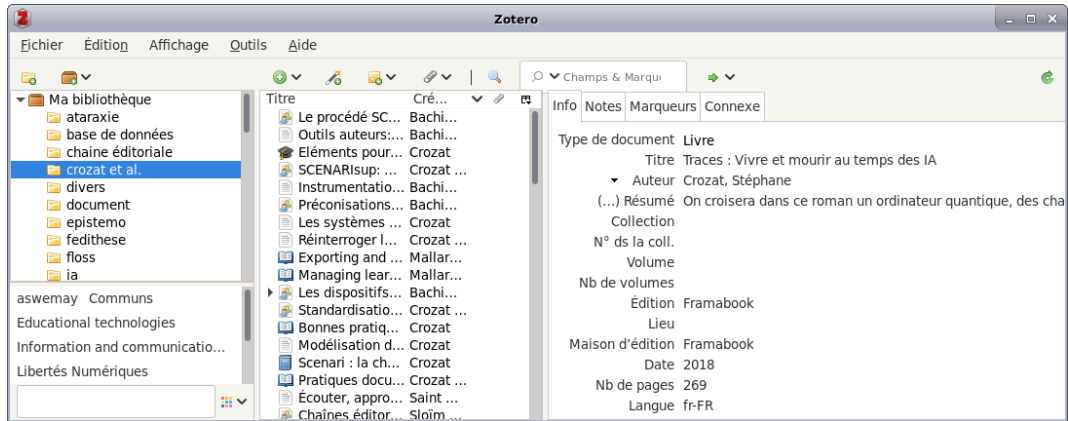 Zotero
Fichier Édition Affichage Outils Aide
Champs & Marqu
Ma bibliothèque
ataraxie
base de données
chaine éditoriale
crozat et al.
divers
document
epistemo
fedithese
floss
ia
aswemay Communs
Educational technologies
Information and communicatio...
Libertés Numériques
Titre Cré...
Le procédé SC... Bachi...
Outils auteurs:... Bachi...
Eléments pour... Crozat
SCENARIsup: ... Crozat ...
Instrumentatio... Bachi...
Préconisations... Bachi...
Les systèmes ... Crozat
Réinterroger l... Crozat ...
Exporting and ... Mallar...
Managing lear... Mallar...
Les dispositifs... Bachi...
Standardisatio... Crozat ...
Bonnes pratiq... Crozat
Modélisation d... Crozat
Scenari : la ch... Crozat
Pratiques docu... Crozat ...
Écouter, appro... Saint ...
Chaînes éditor... Sloïm ...
Info Notes Marqueurs Connexe
Type de document Livre
Titre Traces : Vivre et mourir au temps des IA
Auteur Crozat, Stéphane
(...) Résumé On croisera dans ce roman un ordinateur quantique, des cha
Collection
N° ds la coll.
Volume
Nb de volumes
Édition Framabook
Lieu
Maison d'édition Framabook
Date 2018
Nb de pages 269
Langue fr-FR